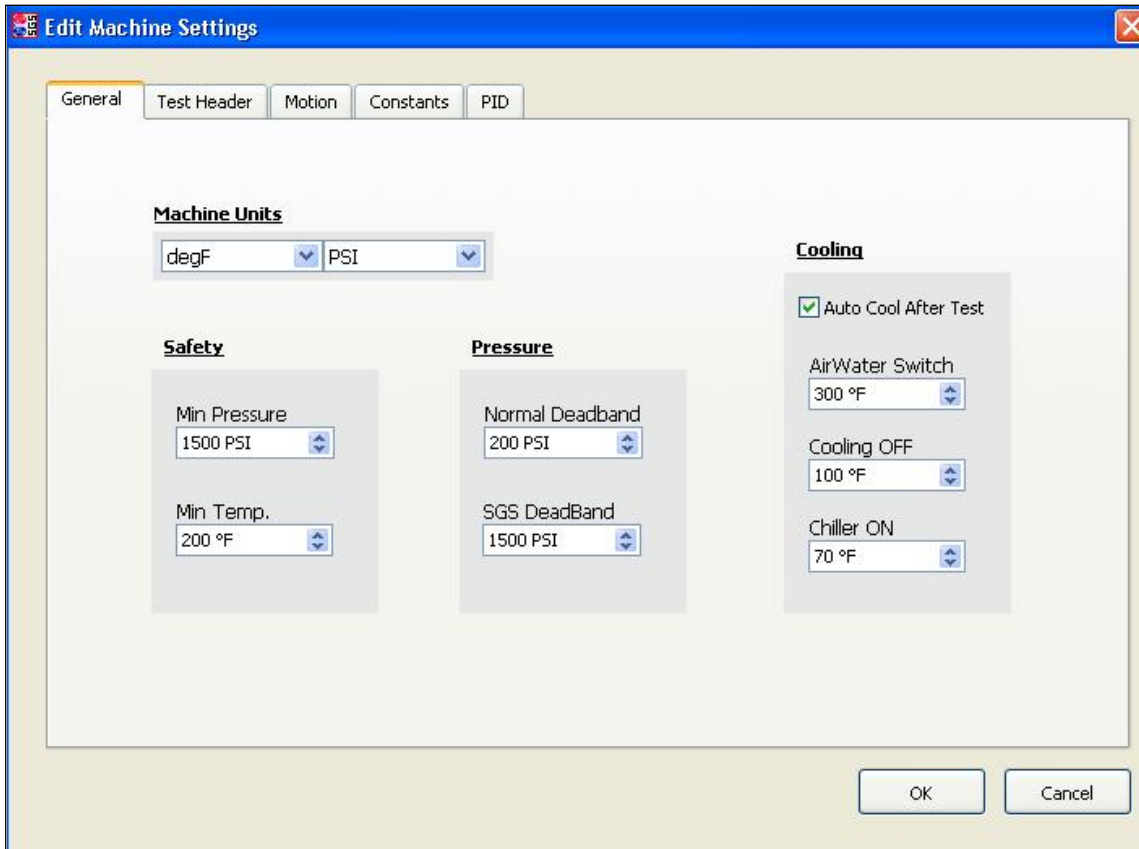 Edit Machine Settings
General Test Header Motion Constants PID
Machine Units
degF PSI
Safety
Min Pressure
1500 PSI
Min Temp.
200 °F
Pressure
Normal Deadband
200 PSI
SGS DeadBand
1500 PSI
Cooling
Auto Cool After Test
AirWater Switch
300 °F
Cooling OFF
100 °F
Chiller ON
70 °F
OK Cancel